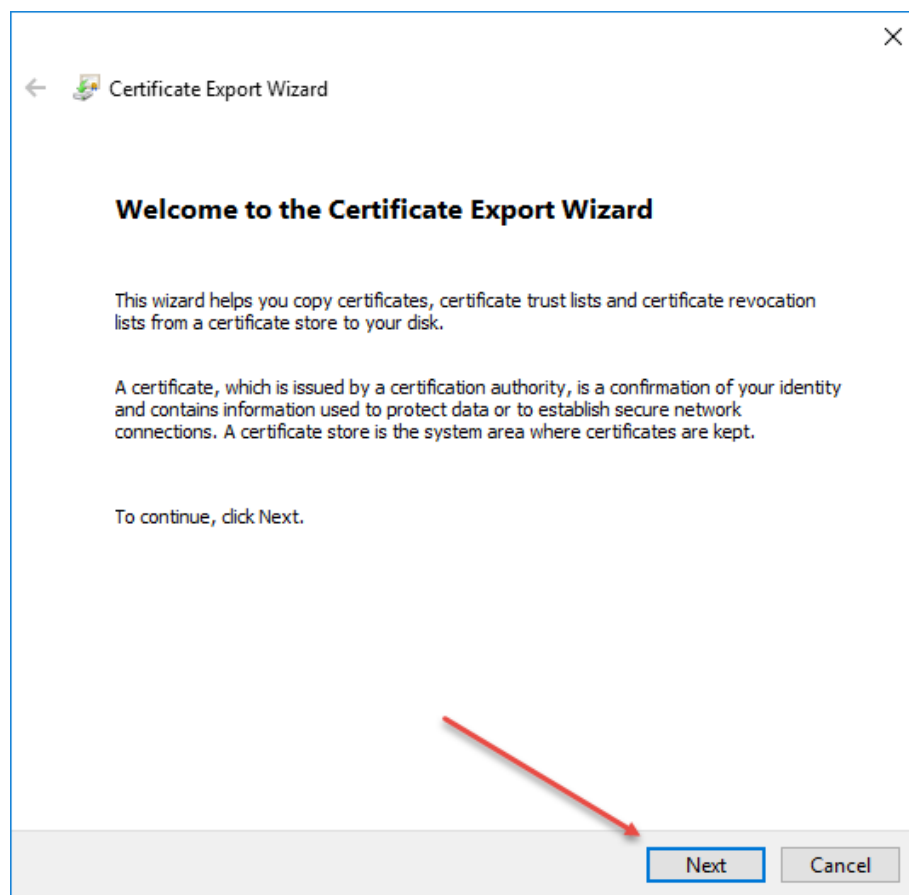 Certificate Export Wizard
Welcome to the Certificate Export Wizard
This wizard helps you copy certificates, certificate trust lists and certificate revocation
lists from a certificate store to your disk.
A certificate, which is issued by a certification authority, is a confirmation of your identity
and contains information used to protect data or to establish secure network
connections. A certificate store is the system area where certificates are kept.
To continue, click Next.
Next
Cancel